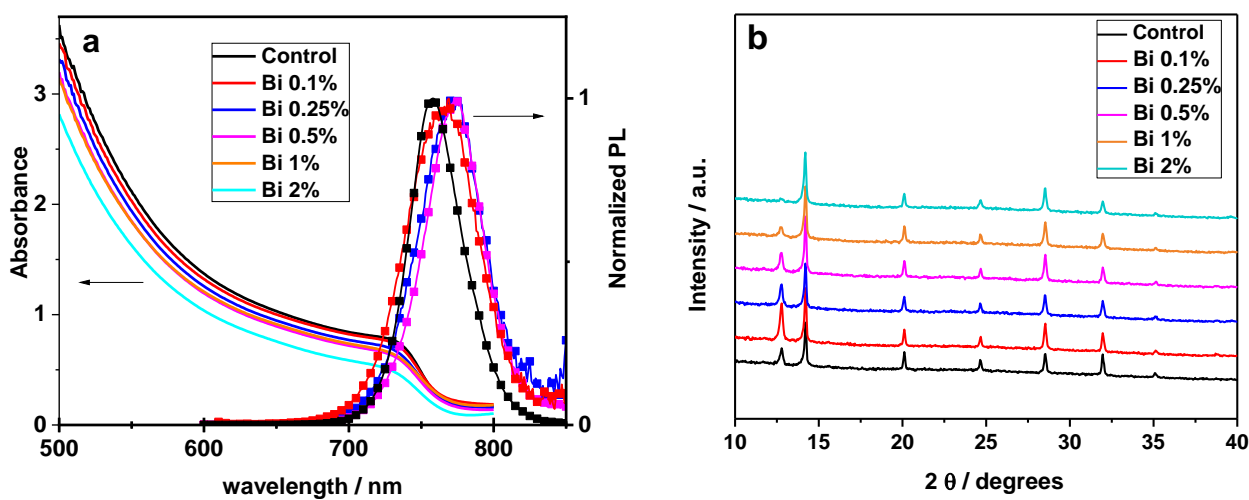 a
Control
Bi 0.1%
Bi 0.25%
Bi 0.5%
Bi 1%
Bi 2%
Absorbance
0
1
2
3
500
600
700
800
wavelength / nm
Normalized PL
0
1
b
Control
Bi 0.1%
Bi 0.25%
Bi 0.5%
Bi 1%
Bi 2%
Intensity / a.u.
10
15
20
25
30
35
40
2 θ / degrees